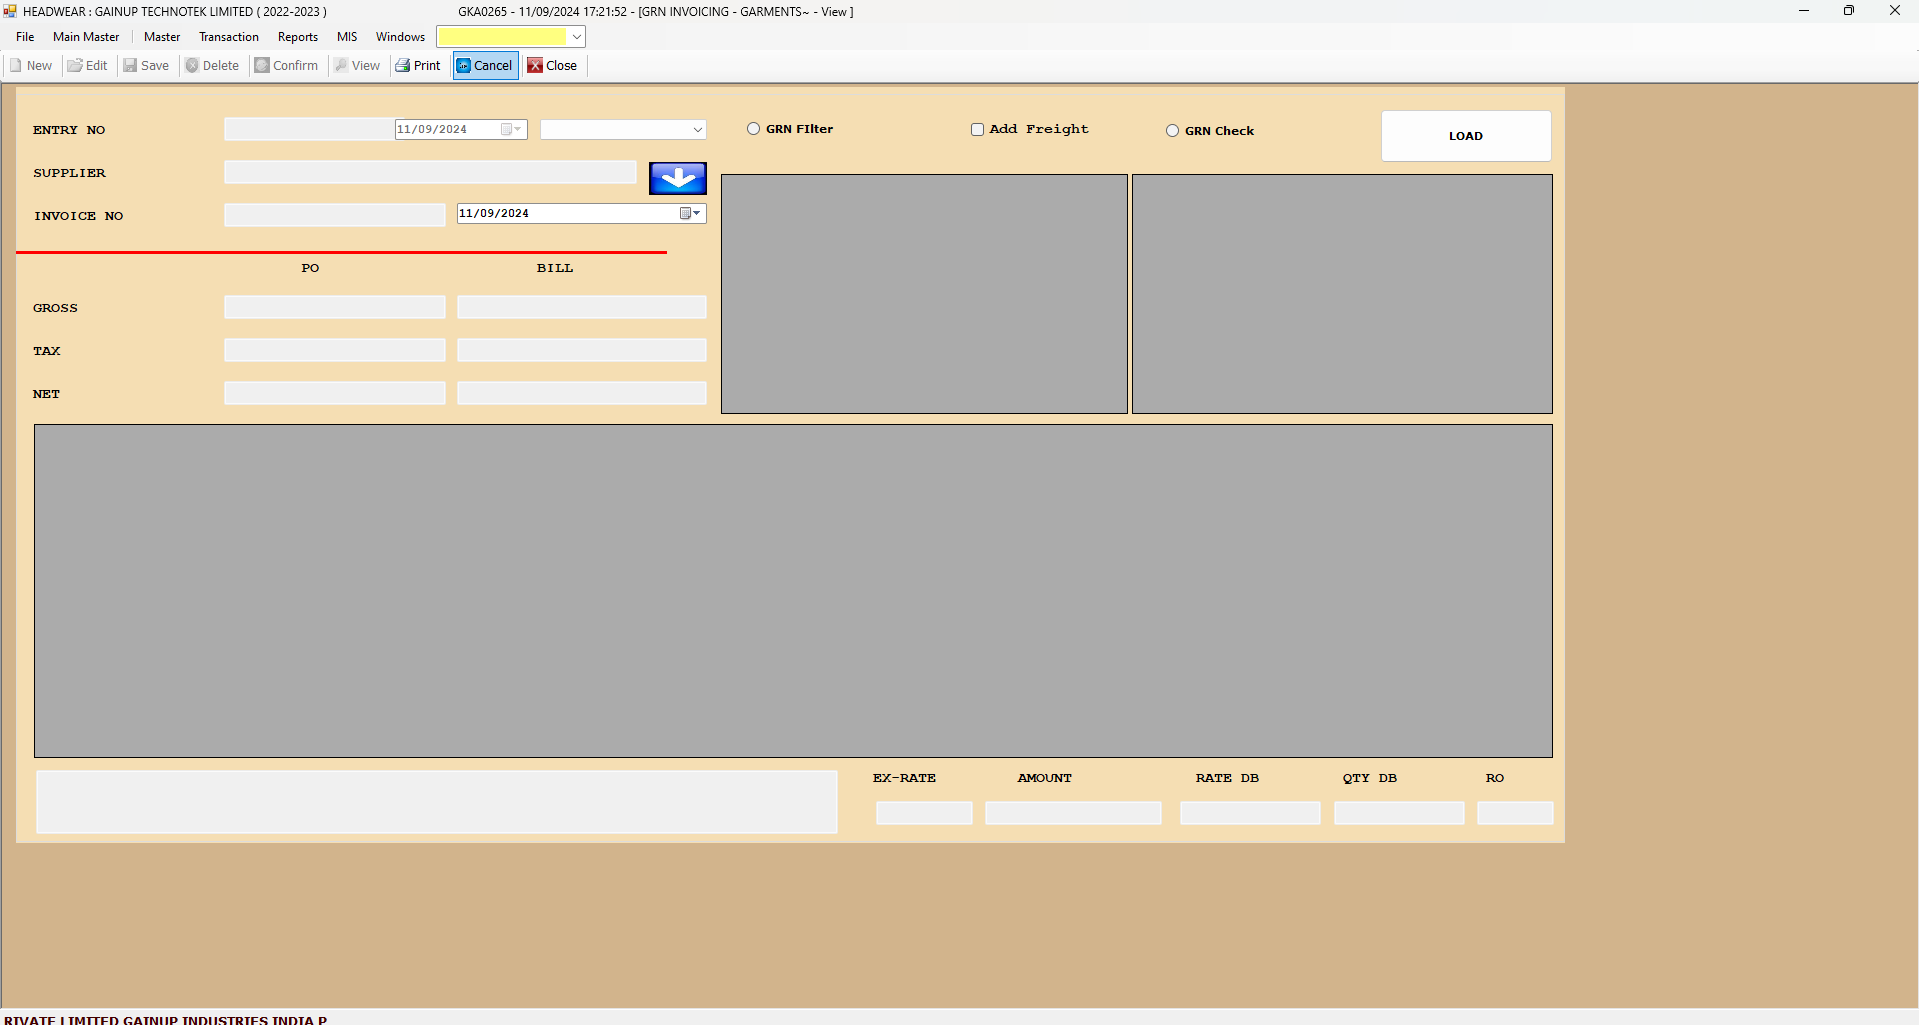 HEADWEAR : GAINUP TECHNOTEK LIMITED ( 2022-2023 ) GKA0265 - 11/09/2024 17:21:52 - [GRN INVOICING - GARMENTS~ - View ]
File Main Master Master Transaction Reports MIS Windows
New Edit Save Delete Confirm View Print Cancel Close
ENTRY NO 11/09/2024 GRN FIlter Add Freight GRN Check LOAD
SUPPLIER
INVOICE NO 11/09/2024
PO BILL
GROSS
TAX
NET
EX-RATE AMOUNT RATE DB QTY DB RO
RIVATE LIMITED GAINUP INDUSTRIES INDIA P